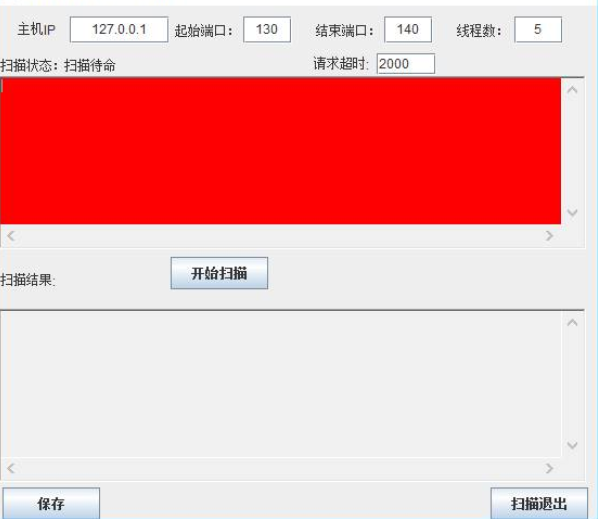 主机IP 127.0.0.1 起始端口： 130 结束端口： 140 线程数： 5
扫描状态：扫描待命 请求超时: 2000
扫描结果: 开始扫描
保存 扫描退出